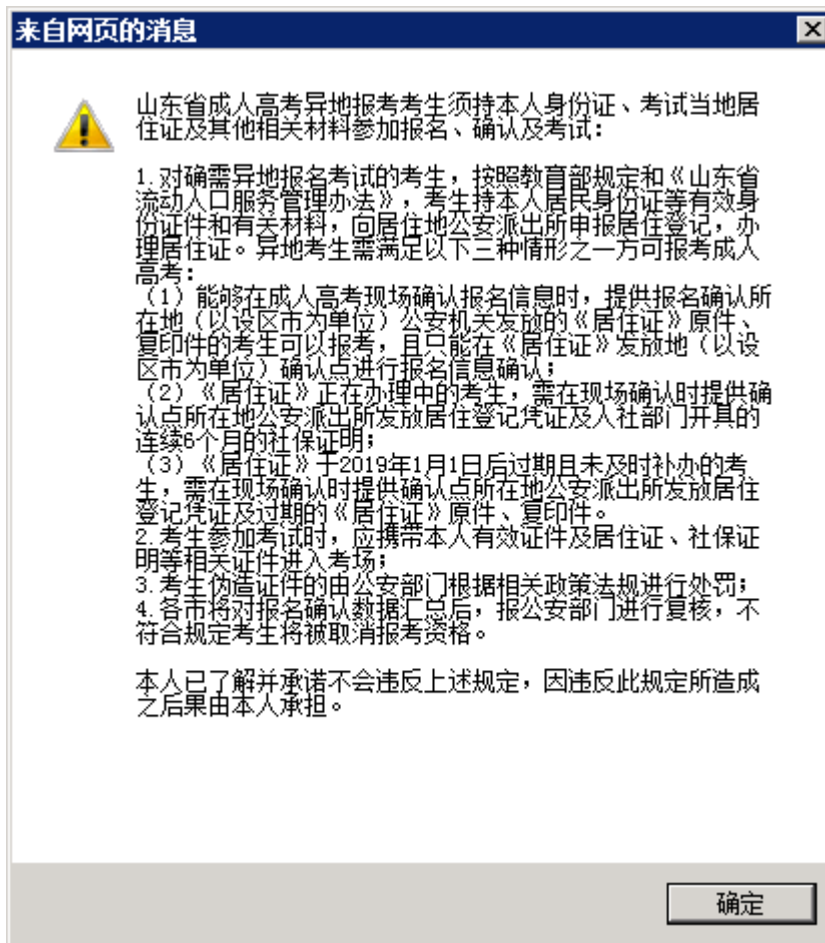 来自网页的消息
山东省成人高考异地报考考生须持本人身份证、考试当地居
住证及其他相关材料参加报名、确认及考试：
1.对确需异地报名考试的考生，按照教育部规定和《山东省
流动人口服务管理办法》，考生持本人居民身份证等有效身
份证件和有关材料，向居住地公安派出所申报居住登记，办
理居住证。异地考生需满足以下三种情形之一方可报考成人
高考：
（1）能够在成人高考现场确认报名信息时，提供报名确认所
在地（以设区市为单位）公安机关发放的《居住证》原件、
复印件的考生可以报考，且只能在《居住证》发放地（以设
区市为单位）确认点进行报名信息确认；
（2）《居住证》正在办理中的考生，需在现场确认时提供确
认点所在地公安派出所发放居住登记凭证及人社部门开具的
连续6个月的社保证明；
（3）《居住证》于2019年1月1日后过期且未及时补办的考
生，需在现场确认时提供确认点所在地公安派出所发放居住
登记凭证及过期的《居住证》原件、复印件。
2.考生参加考试时，应携带本人有效证件及居住证、社保证
明等相关证件进入考场；
3.考生伪造证件的由公安部门根据相关政策法规进行处罚；
4.各市将对报名确认数据汇总后，报公安部门进行复核，不
符合规定考生将被取消报考资格。
本人已了解并承诺不会违反上述规定，因违反此规定所造成
之后果由本人承担。
确定